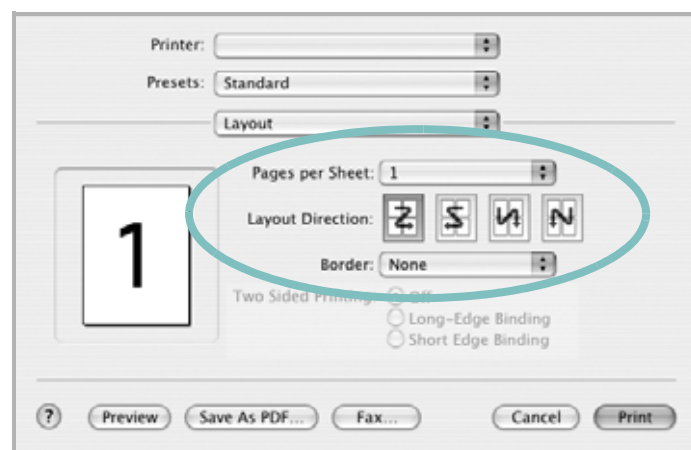 Printer:
Presets: Standard
Layout
Pages per Sheet: 1
Layout Direction:
1
Border: None
Two Sided Printing: Off
Long-Edge Binding
Short Edge Binding
? Preview Save As PDF... Fax... Cancel Print